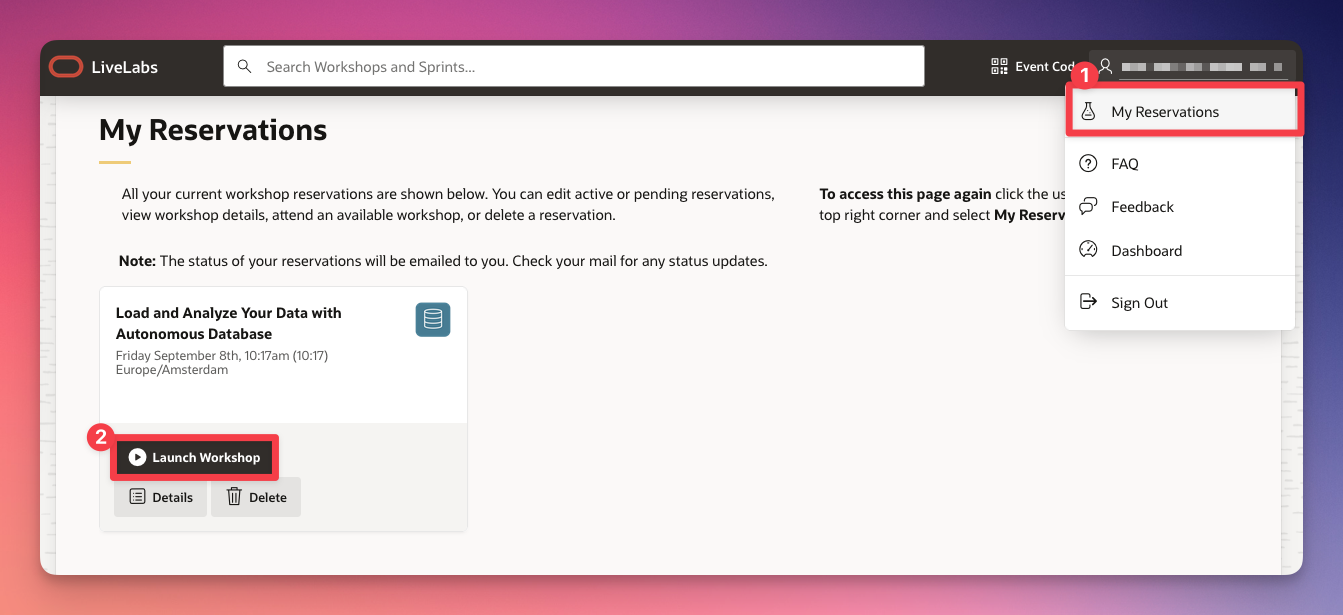 LiveLabs
Search Workshops and Sprints...
Event Cod
1
My Reservations
FAQ
Feedback
Dashboard
Sign Out
My Reservations
All your current workshop reservations are shown below. You can edit active or pending reservations,
view workshop details, attend an available workshop, or delete a reservation.
To access this page again click the us
top right corner and select My Reserv
Note: The status of your reservations will be emailed to you. Check your mail for any status updates.
Load and Analyze Your Data with
Autonomous Database
Friday September 8th, 10:17am (10:17)
Europe/Amsterdam
2
Launch Workshop
Details
Delete